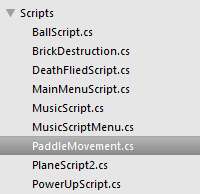 Scripts
BallScript.cs
BrickDestruction.cs
DeathFliedScript.cs
MainMenuScript.cs
MusicScript.cs
MusicScriptMenu.cs
PaddleMovement.cs
PlaneScript2.cs
PowerUpScript.cs